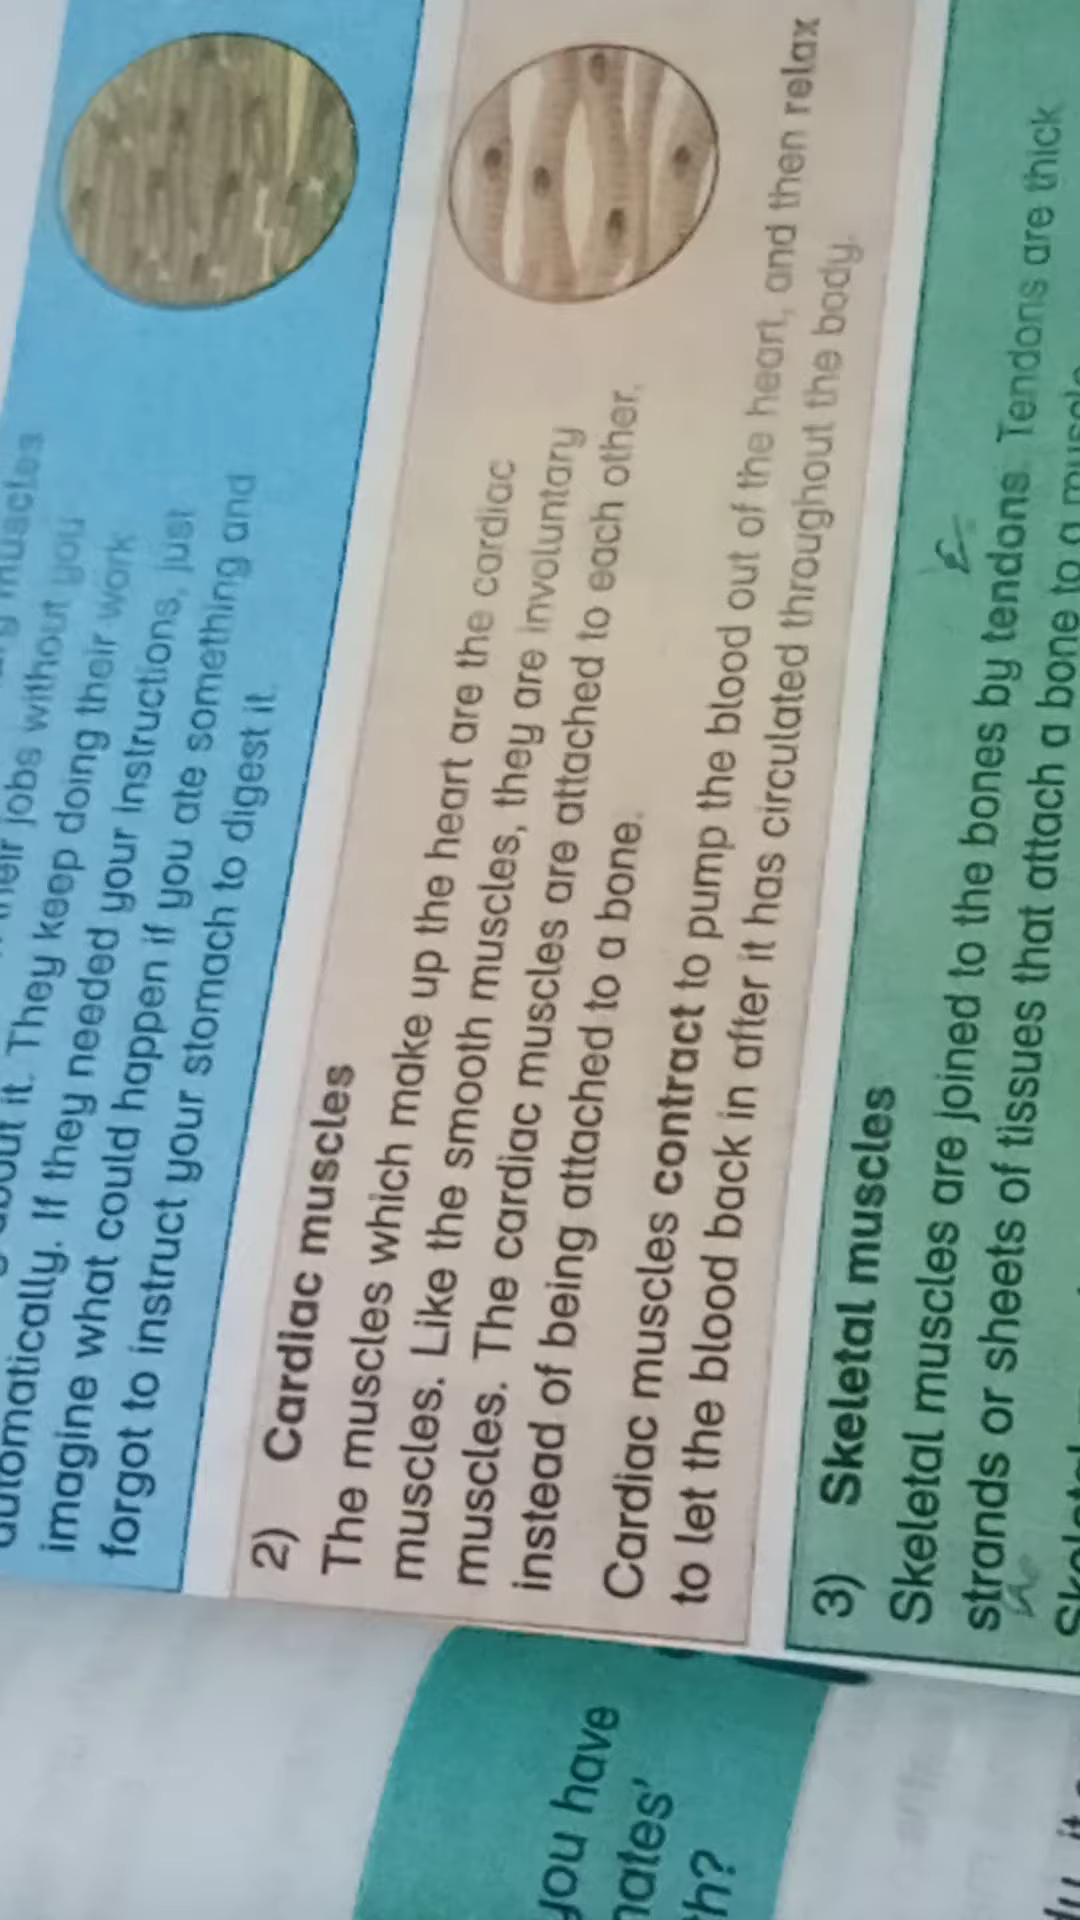 muscles
their jobs without you
about it. They keep doing their work
automatically. If they needed your instructions, just
imagine what could happen if you ate something and
forgot to instruct your stomach to digest it.
2) Cardiac muscles
The muscles which make up the heart are the cardiac
muscles. Like the smooth muscles, they are involuntary
muscles. The cardiac muscles are attached to each other,
instead of being attached to a bone.
Cardiac muscles contract to pump the blood out of the heart, and then relax
to let the blood back in after it has circulated throughout the body.
3) Skeletal muscles
Skeletal muscles are joined to the bones by tendons. Tendons are thick
strands or sheets of tissues that attach a bone to a muscle
you have
mates'
h?